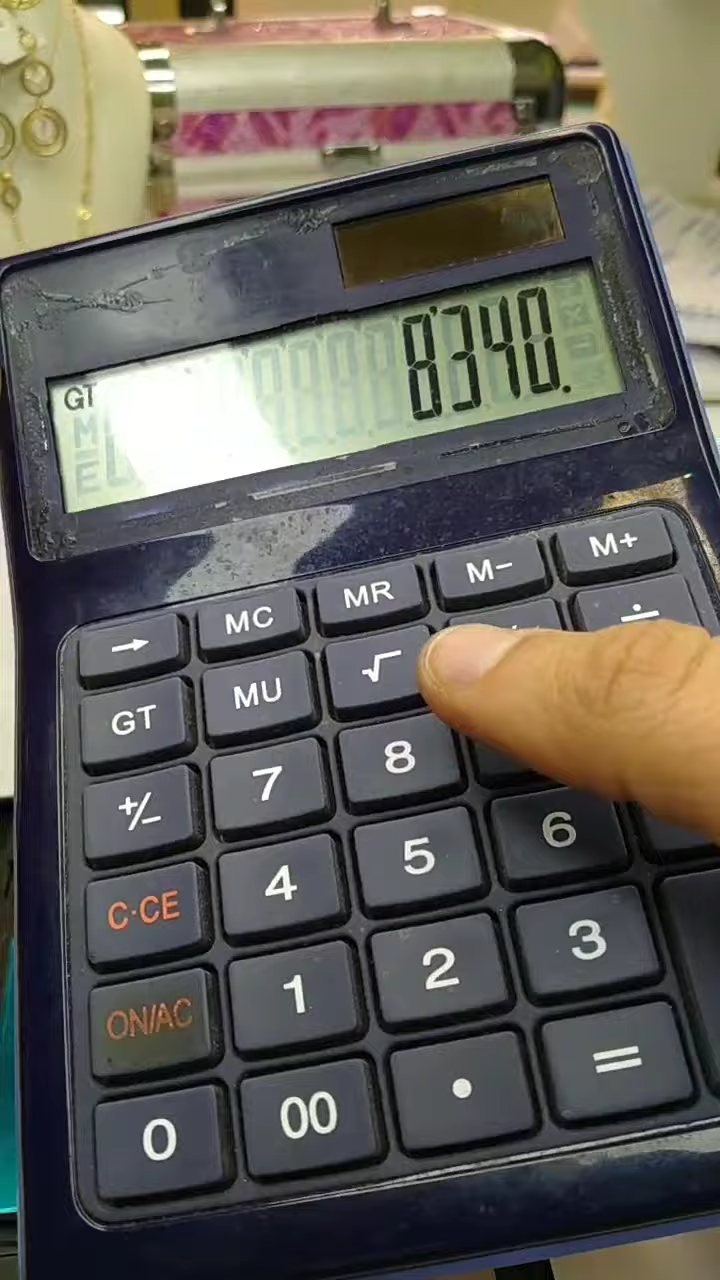 GT
8340.
M
E
M+
M-
MR
MC
→
÷
√
MU
GT
8
7
+/-
6
5
4
C·CE
3
2
1
ON/AC
=
.
00
0